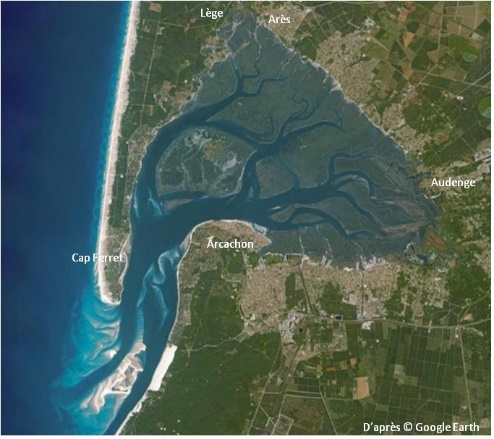 Lège
Arès
Audenge
Arcachon
Cap Ferret
D'après © Google Earth